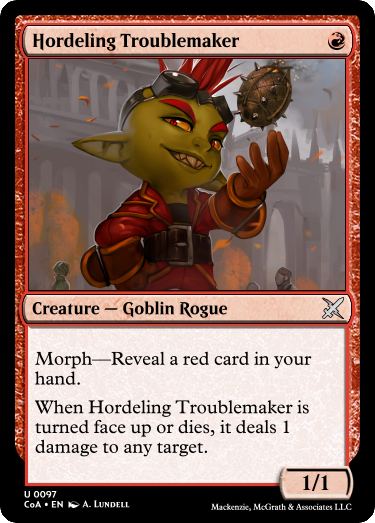 Hordeling Troublemaker
Creature — Goblin Rogue
Morph—Reveal a red card in your
hand.
When Hordeling Troublemaker is
turned face up or dies, it deals 1
damage to any target.
1/1
U 0097
CoA • EN A. Lundell
Mackenzie, McGrath & Associates LLC